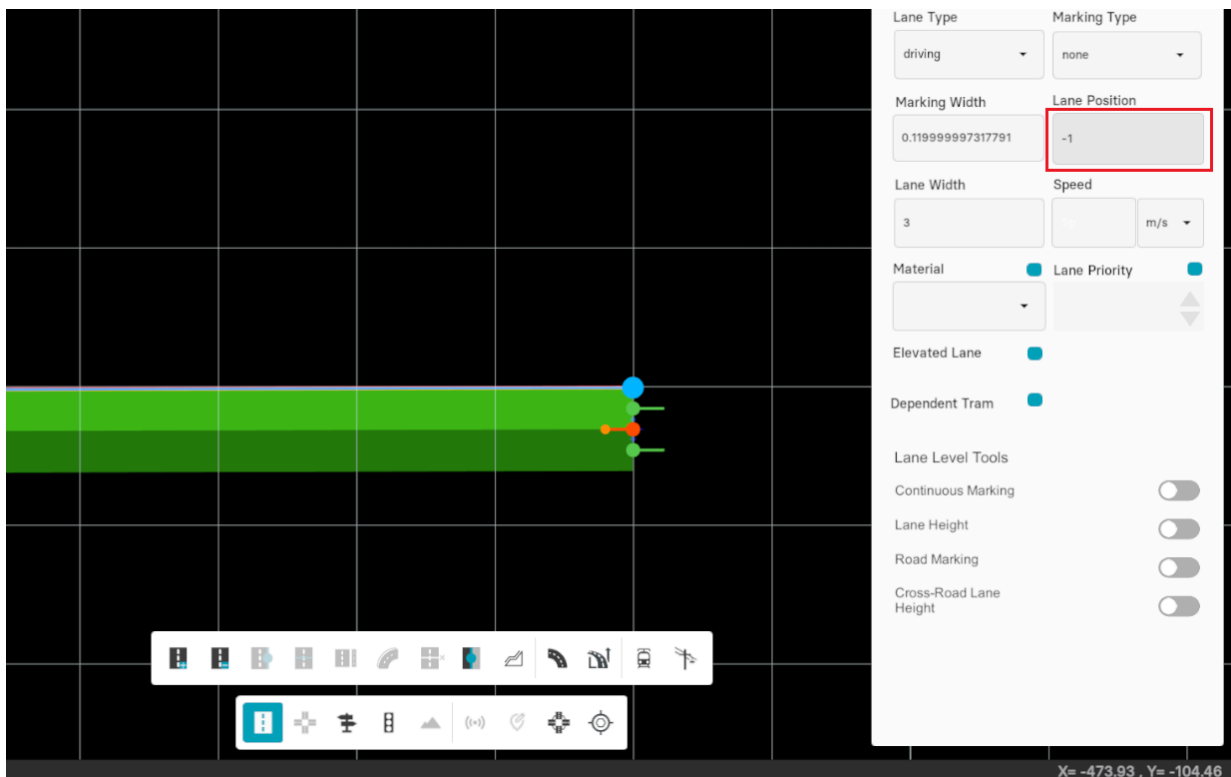 Lane Type Marking Type
driving none
Marking Width Lane Position
0.119999997317791 -1
Lane Width Speed
3 m/s
Material Lane Priority
Elevated Lane
Dependent Tram
Lane Level Tools
Continuous Marking
Lane Height
Road Marking
Cross-Road Lane
Height
X= -473.93 , Y= -104.46